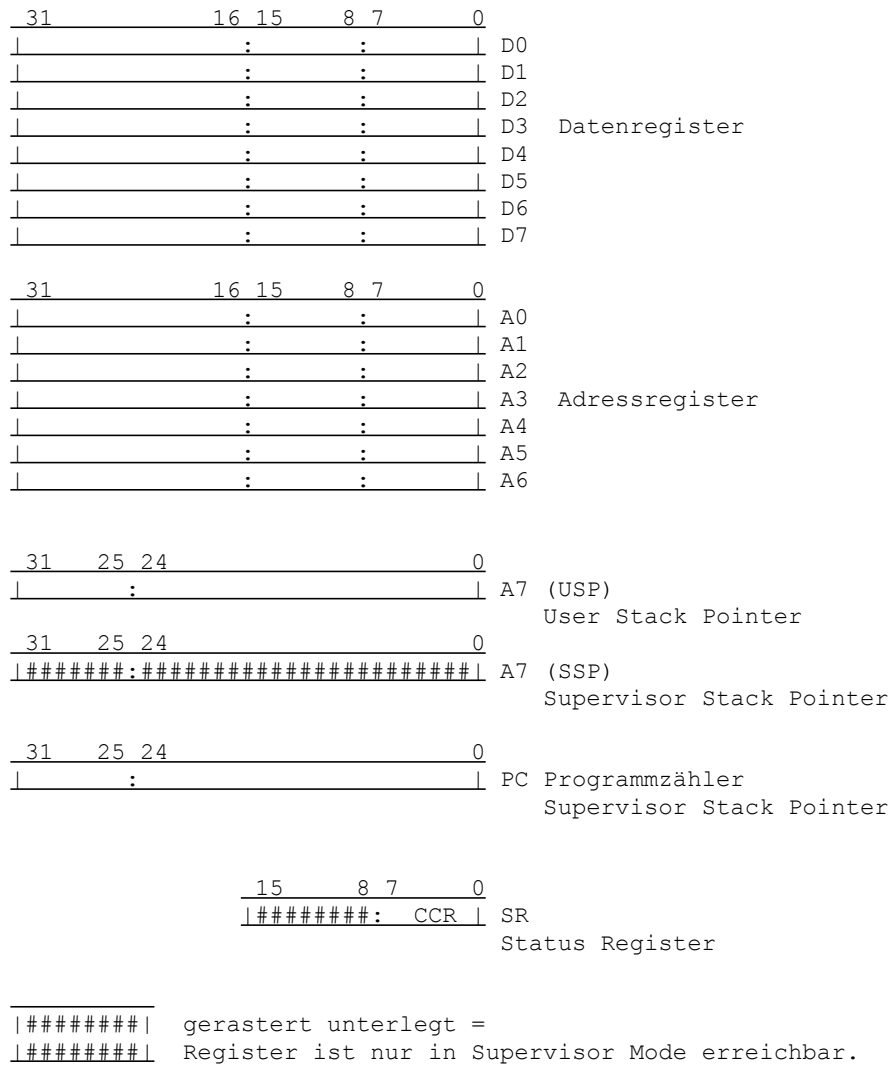 31 16 15 8 7 0
| : : | D0
| : : | D1
| : : | D2
| : : | D3 Datenregister
| : : | D4
| : : | D5
| : : | D6
| : : | D7
31 16 15 8 7 0
| : : | A0
| : : | A1
| : : | A2
| : : | A3 Adressregister
| : : | A4
| : : | A5
| : : | A6
31 25 24 0
| : | A7 (USP)
User Stack Pointer
31 25 24 0
|#######:#######################| A7 (SSP)
Supervisor Stack Pointer
31 25 24 0
| : | PC Programmzähler
Supervisor Stack Pointer
15 8 7 0
|########: CCR | SR
Status Register
|########| gerastert unterlegt =
|########| Register ist nur in Supervisor Mode erreichbar.